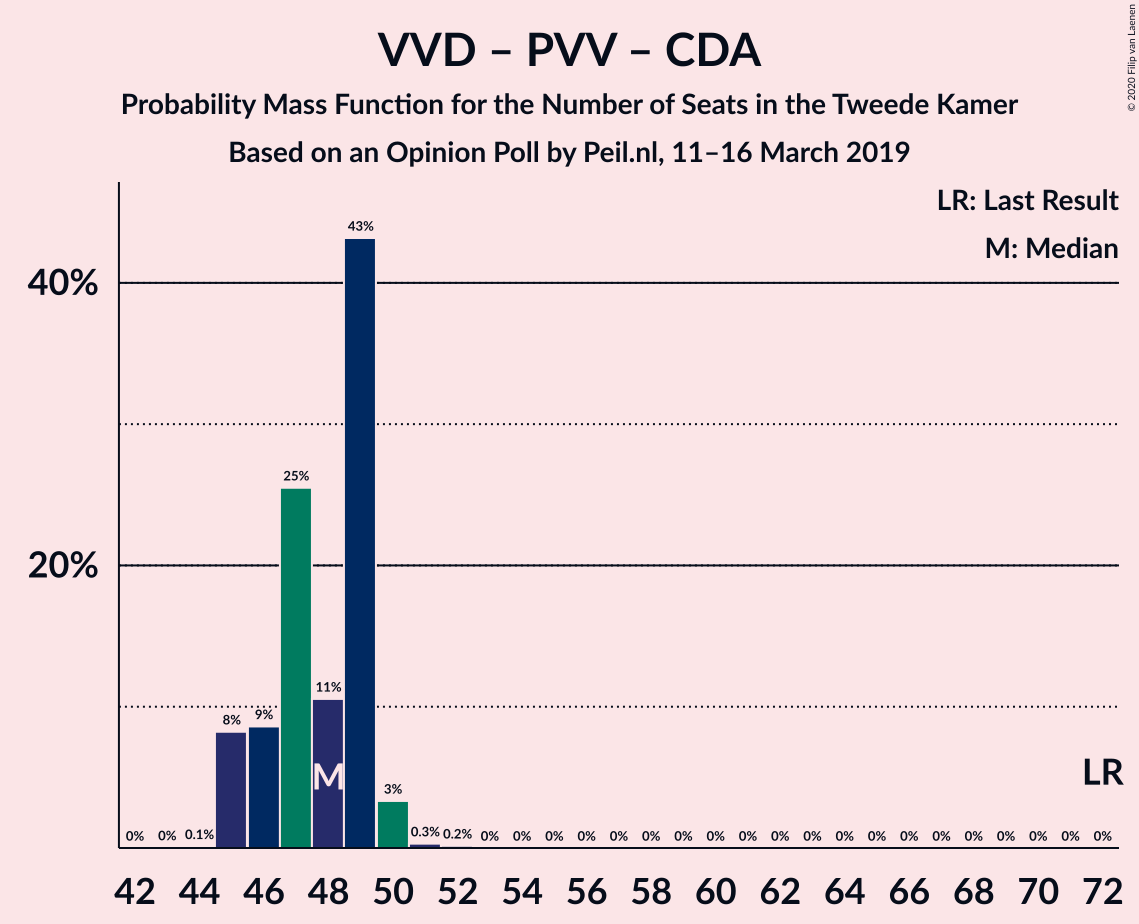 VVD – PVV – CDA
Probability Mass Function for the Number of Seats in the Tweede Kamer
Based on an Opinion Poll by Peil.nl, 11–16 March 2019
© 2020 Filip van Laenen
LR: Last Result
M: Median
40%
20%
0% 0% 0.1% 8% 9% 25% 11% 43% 3% 0.3% 0.2% 0% 0% 0% 0% 0% 0% 0% 0% 0% 0% 0% 0% 0% 0% 0% 0% 0% 0% 0% 0%
M
LR
42 44 46 48 50 52 54 56 58 60 62 64 66 68 70 72